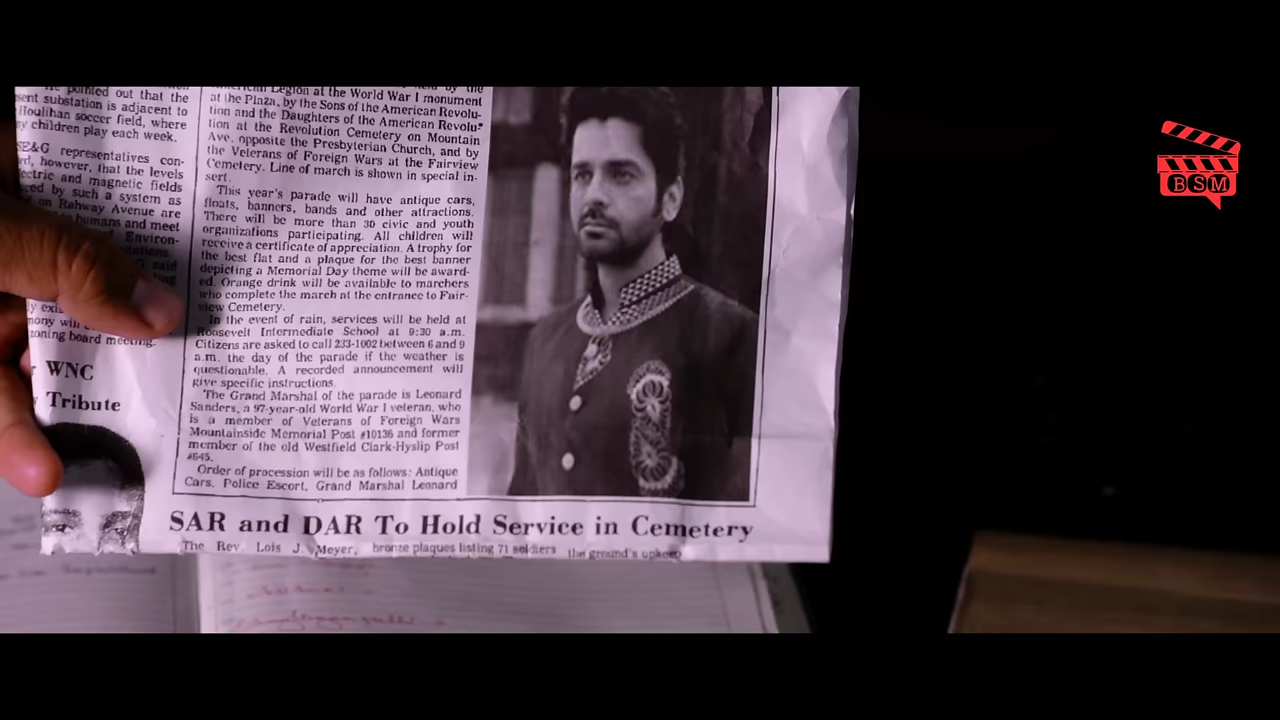 He pointed out that the
sent substation is adjacent to
Houlihan soccer field, where
y children play each week.
SE&G representatives con-
rd, however, that the levels
lectric and magnetic fields
uced by such a system as
on Rahway Avenue are
to humans and meet
Environ-
said
zoning board meeting.
WNC
Tribute
American Legion at the World War I monument
at the Plaza, by the Sons of the American Revolu-
tion and the Daughters of the American Revolu-
tion at the Revolution Cemetery on Mountain
Ave. opposite the Presbyterian Church, and by
the Veterans of Foreign Wars at the Fairview
Cemetery. Line of march is shown in special in-
sert.
This year's parade will have antique cars,
floats, banners, bands and other attractions.
There will be more than 30 civic and youth
organizations participating. All children will
receive a certificate of appreciation. A trophy for
the best flat and a plaque for the best banner
depicting a Memorial Day theme will be award-
ed. Orange drink will be available to marchers
who complete the march at the entrance to Fair-
view Cemetery.
In the event of rain, services will be held at
Roosevelt Intermediate School at 9:30 a.m.
Citizens are asked to call 233-1002 between 6 and 9
a.m. the day of the parade if the weather is
questionable. A recorded announcement will
give specific instructions.
The Grand Marshal of the parade is Leonard
Sanders, a 97-year-old World War I veteran, who
is a member of Veterans of Foreign Wars
Mountainside Memorial Post #10136 and former
member of the old Westfield Clark-Hyslip Post
#645.
Order of procession will be as follows: Antique
Cars, Police Escort, Grand Marshal Leonard
SAR and DAR To Hold Service in Cemetery
The Rev. Lois J. Meyer, bronze plaques listing 71 soldiers the ground's upkeep
BSM